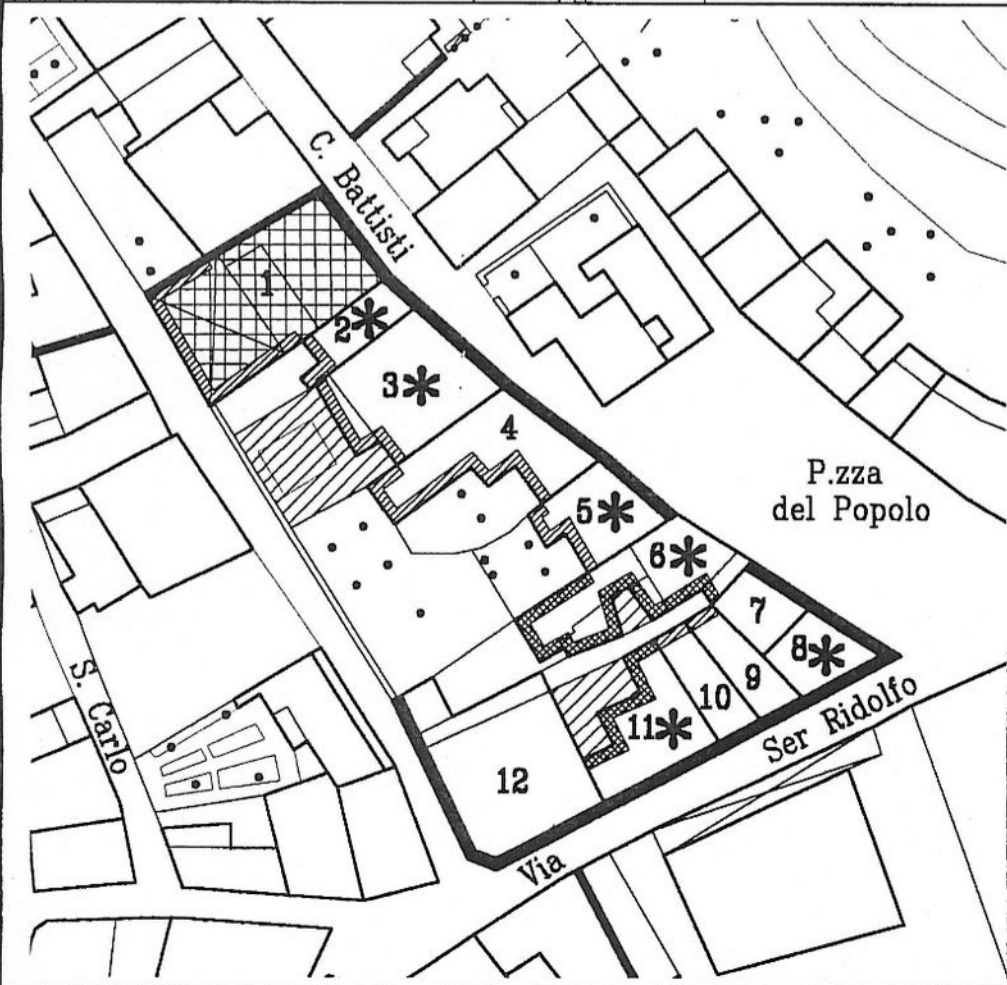 C. Battisti
1
2*
3*
4
P.zza
del Popolo
5*
6*
7
8*
9
10
11*
S. Carlo
Via Ser Ridolfo
12